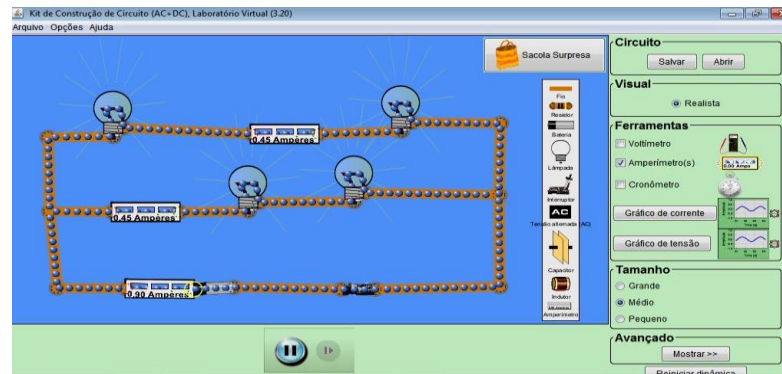 Kit de Construção de Circuito (AC+DC), Laboratório Virtual (3.20)
Arquivo Opções Ajuda
Sacola Surpresa
0.45 Ampères
0.45 Ampères
0.90 Ampères
Fio
Resistor
Bateria
Lâmpada
Interruptor
AC
Tensão alternada (AC)
Capacitor
Indutor
Amperímetro
Circuito
Salvar Abrir
Visual
Realista
Ferramentas
Voltímetro
Amperímetro(s)
0.00 Amps
Cronômetro
Gráfico de corrente
Gráfico de tensão
Tamanho
Grande
Médio
Pequeno
Avançado
Mostrar >>
Reiniciar dinâmica